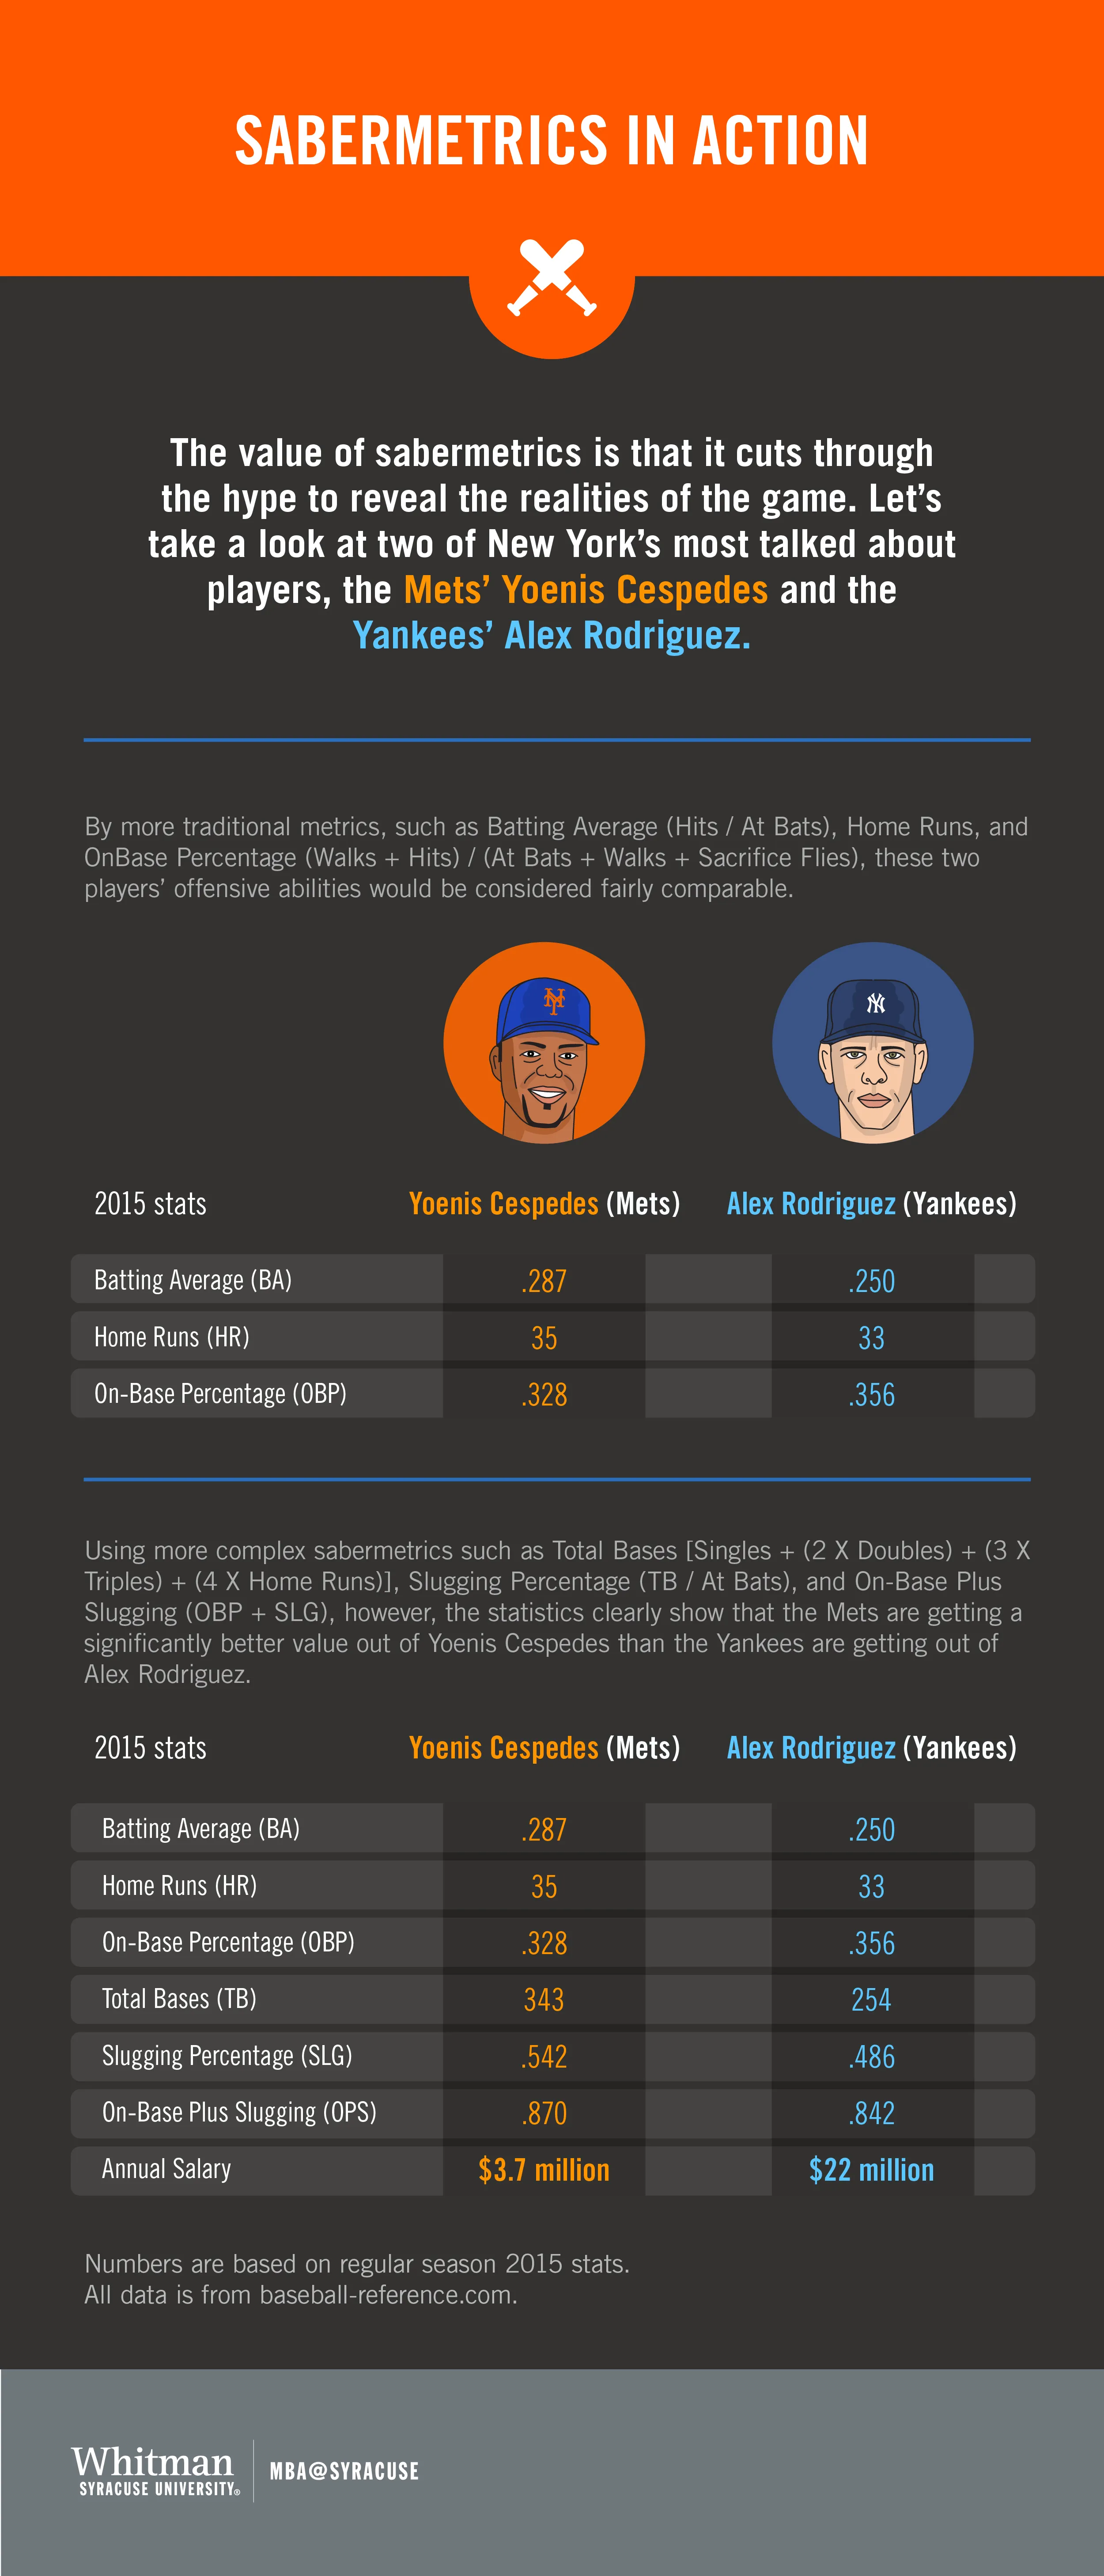 SABERMETRICS IN ACTION
The value of sabermetrics is that it cuts through
the hype to reveal the realities of the game. Let's
take a look at two of New York's most talked about
players, the Mets' Yoenis Cespedes and the
Yankees' Alex Rodriguez.
By more traditional metrics, such as Batting Average (Hits / At Bats), Home Runs, and
OnBase Percentage (Walks + Hits) / (At Bats + Walks + Sacrifice Flies), these two
players' offensive abilities would be considered fairly comparable.
NY
NY
2015 stats Yoenis Cespedes (Mets) Alex Rodriguez (Yankees)
Batting Average (BA) .287 .250
Home Runs (HR) 35 33
On-Base Percentage (OBP) .328 .356
Using more complex sabermetrics such as Total Bases [Singles + (2 X Doubles) + (3 X
Triples) + (4 X Home Runs)], Slugging Percentage (TB / At Bats), and On-Base Plus
Slugging (OBP + SLG), however, the statistics clearly show that the Mets are getting a
significantly better value out of Yoenis Cespedes than the Yankees are getting out of
Alex Rodriguez.
2015 stats Yoenis Cespedes (Mets) Alex Rodriguez (Yankees)
Batting Average (BA) .287 .250
Home Runs (HR) 35 33
On-Base Percentage (OBP) .328 .356
Total Bases (TB) 343 254
Slugging Percentage (SLG) .542 .486
On-Base Plus Slugging (OPS) .870 .842
Annual Salary $3.7 million $22 million
Numbers are based on regular season 2015 stats.
All data is from baseball-reference.com.
Whitman
SYRACUSE UNIVERSITY®
MBA@SYRACUSE